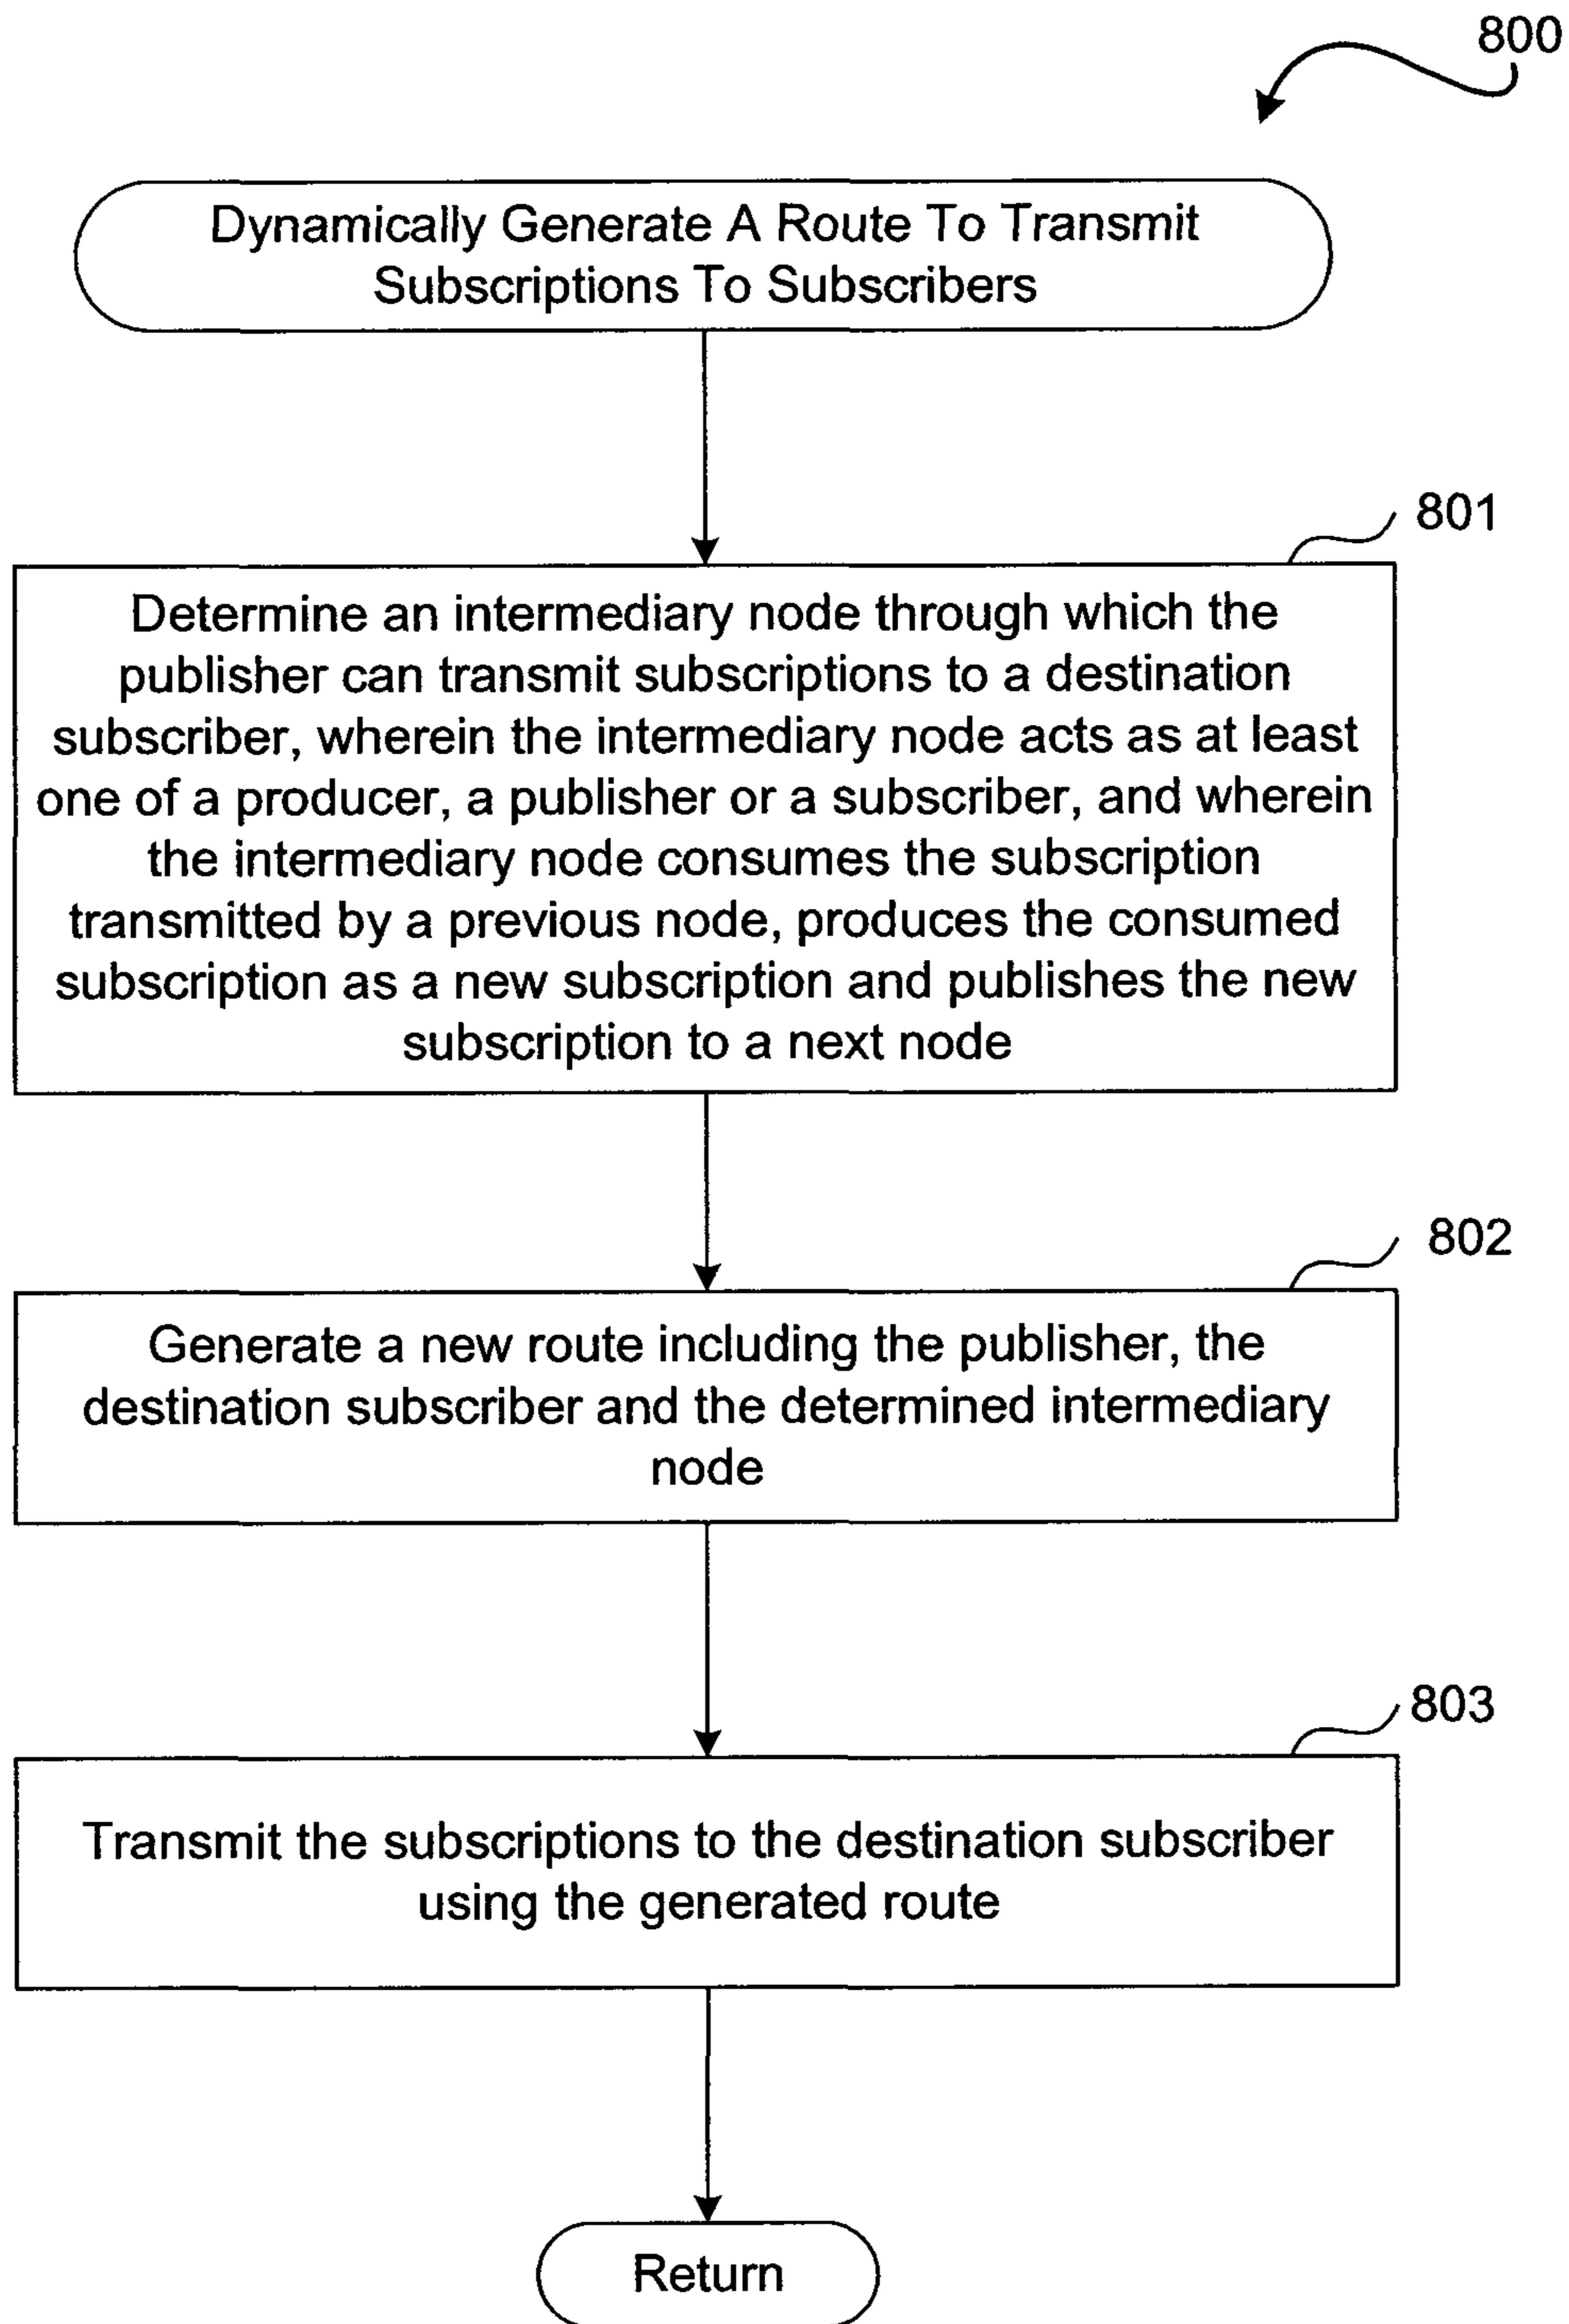 800
Dynamically Generate A Route To Transmit
Subscriptions To Subscribers
801
Determine an intermediary node through which the
publisher can transmit subscriptions to a destination
subscriber, wherein the intermediary node acts as at least
one of a producer, a publisher or a subscriber, and wherein
the intermediary node consumes the subscription
transmitted by a previous node, produces the consumed
subscription as a new subscription and publishes the new
subscription to a next node
802
Generate a new route including the publisher, the
destination subscriber and the determined intermediary
node
803
Transmit the subscriptions to the destination subscriber
using the generated route
Return